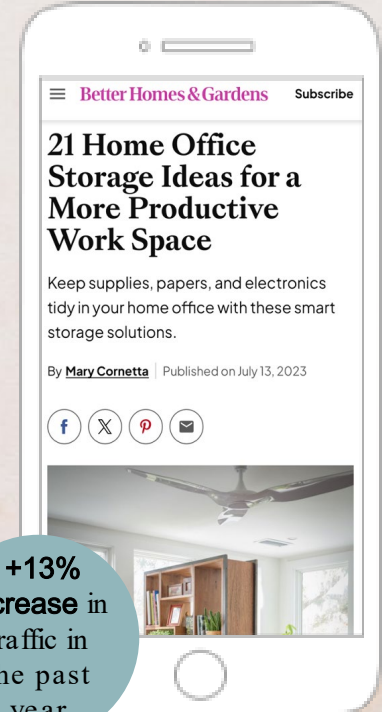 Better Homes & Gardens Subscribe
21 Home Office
Storage Ideas for a
More Productive
Work Space
Keep supplies, papers, and electronics
tidy in your home office with these smart
storage solutions.
By Mary Cornetta Published on July 13, 2023
f X
+13%
crease in
raffic in
he past
year